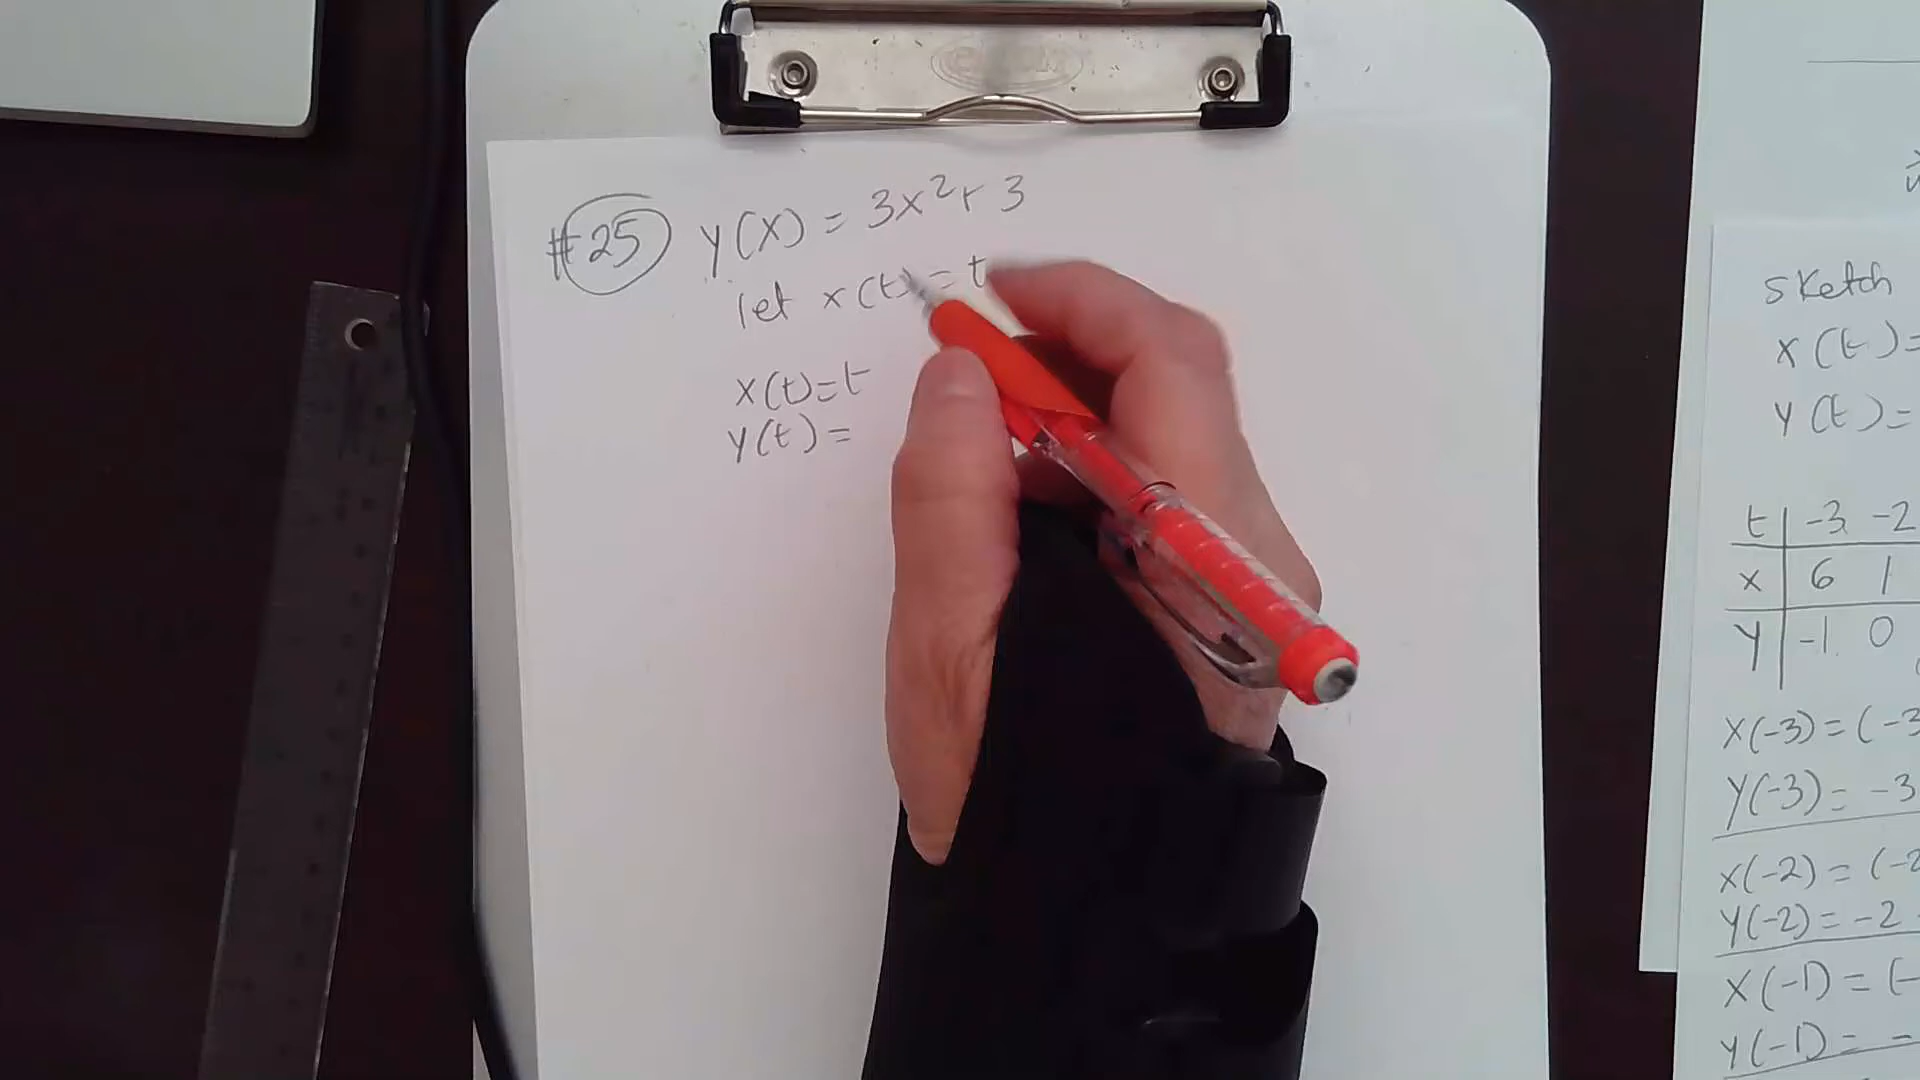 #25 y(x) = 3x²+3
let x(t) = t
x(t)=t
y(t) =
sketch
x(t)=
y(t)=
t -3 -2
x 6 1
y -1 0
x(-3)=(-3
y(-3)= -3
x(-2) = (-2
y(-2) = -2
x(-1) = (-
y(-1) = -